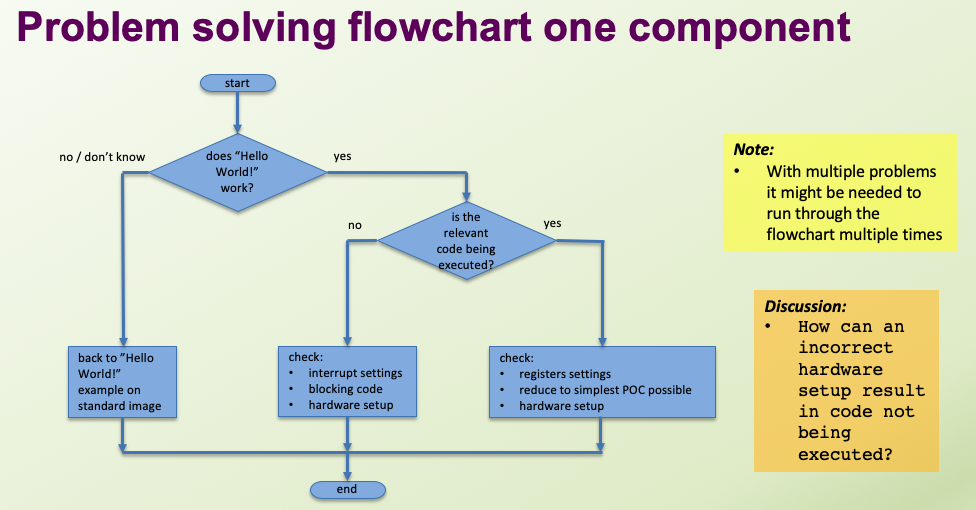 Problem solving flowchart one component
start
no / don’t know
does “Hello
World!”
work?
yes
no
is the
relevant
code being
executed?
yes
Note:
• With multiple problems
it might be needed to
run through the
flowchart multiple times
Discussion:
• How can an
incorrect
hardware
setup result
in code not
being
executed?
back to ”Hello
World!”
example on
standard image
check:
• interrupt settings
• blocking code
• hardware setup
check:
• registers settings
• reduce to simplest POC possible
• hardware setup
end